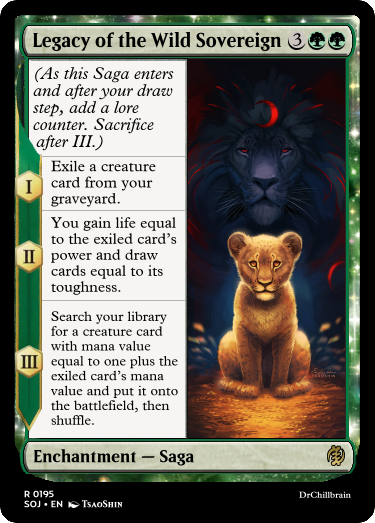 Legacy of the Wild Sovereign 3
(As this Saga enters
and after your draw
step, add a lore
counter. Sacrifice
after III.)
I
Exile a creature
card from your
graveyard.
II
You gain life equal
to the exiled card's
power and draw
cards equal to its
toughness.
III
Search your library
for a creature card
with mana value
equal to one plus the
exiled card's mana
value and put it onto
the battlefield, then
shuffle.
TSAOSHIN
Enchantment — Saga
R 0195
SOJ • EN TsaoShin
DrChillbrain